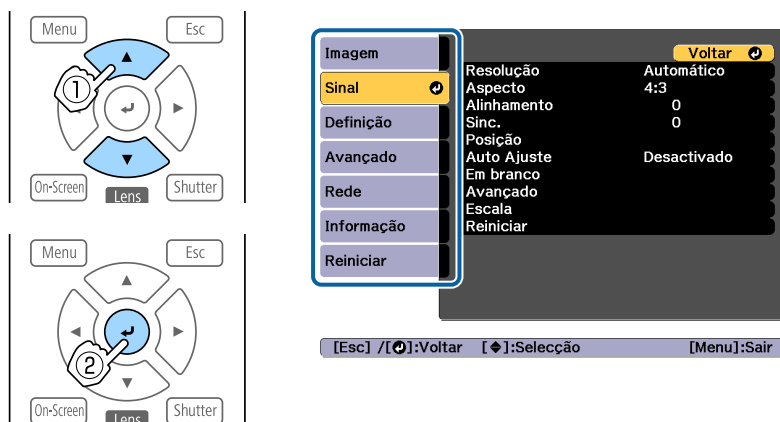 Menu
Esc
1
On-Screen
Lens
Shutter
Menu
Esc
2
On-Screen
Lens
Shutter
Imagem
Sinal
Definição
Avançado
Rede
Informação
Reiniciar
Voltar
Resolução Automático
Aspecto 4:3
Alinhamento 0
Sinc. 0
Posição
Auto Ajuste Desactivado
Em branco
Avançado
Escala
Reiniciar
[Esc] /[ ]:Voltar [ ]:Selecção [Menu]:Sair